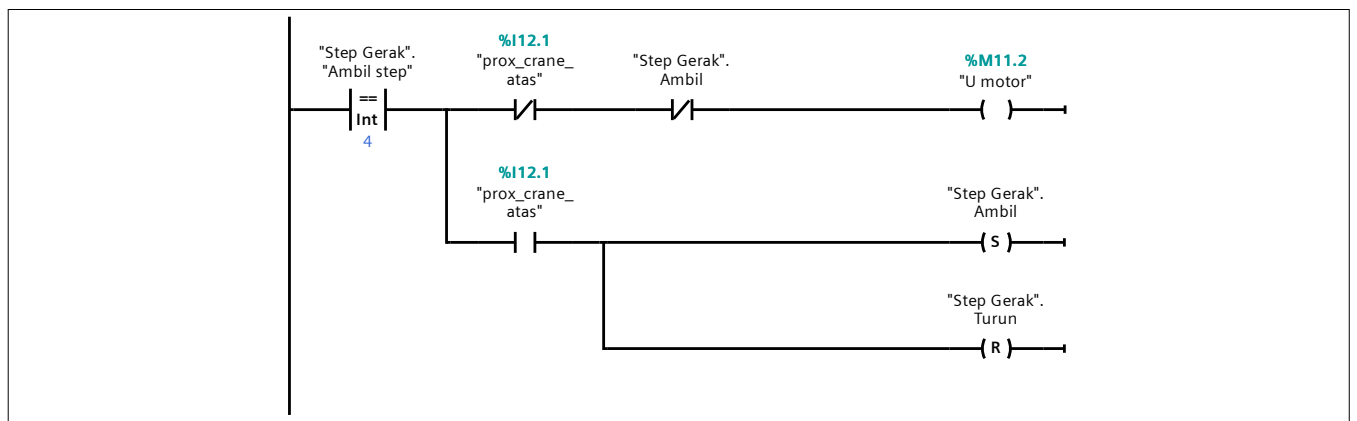 "Step Gerak".
"Ambil step"
==
Int
4
%I12.1
"prox_crane_
atas"
"Step Gerak".
Ambil
%M11.2
"U motor"
%I12.1
"prox_crane_
atas"
"Step Gerak".
Ambil
S
"Step Gerak".
Turun
R